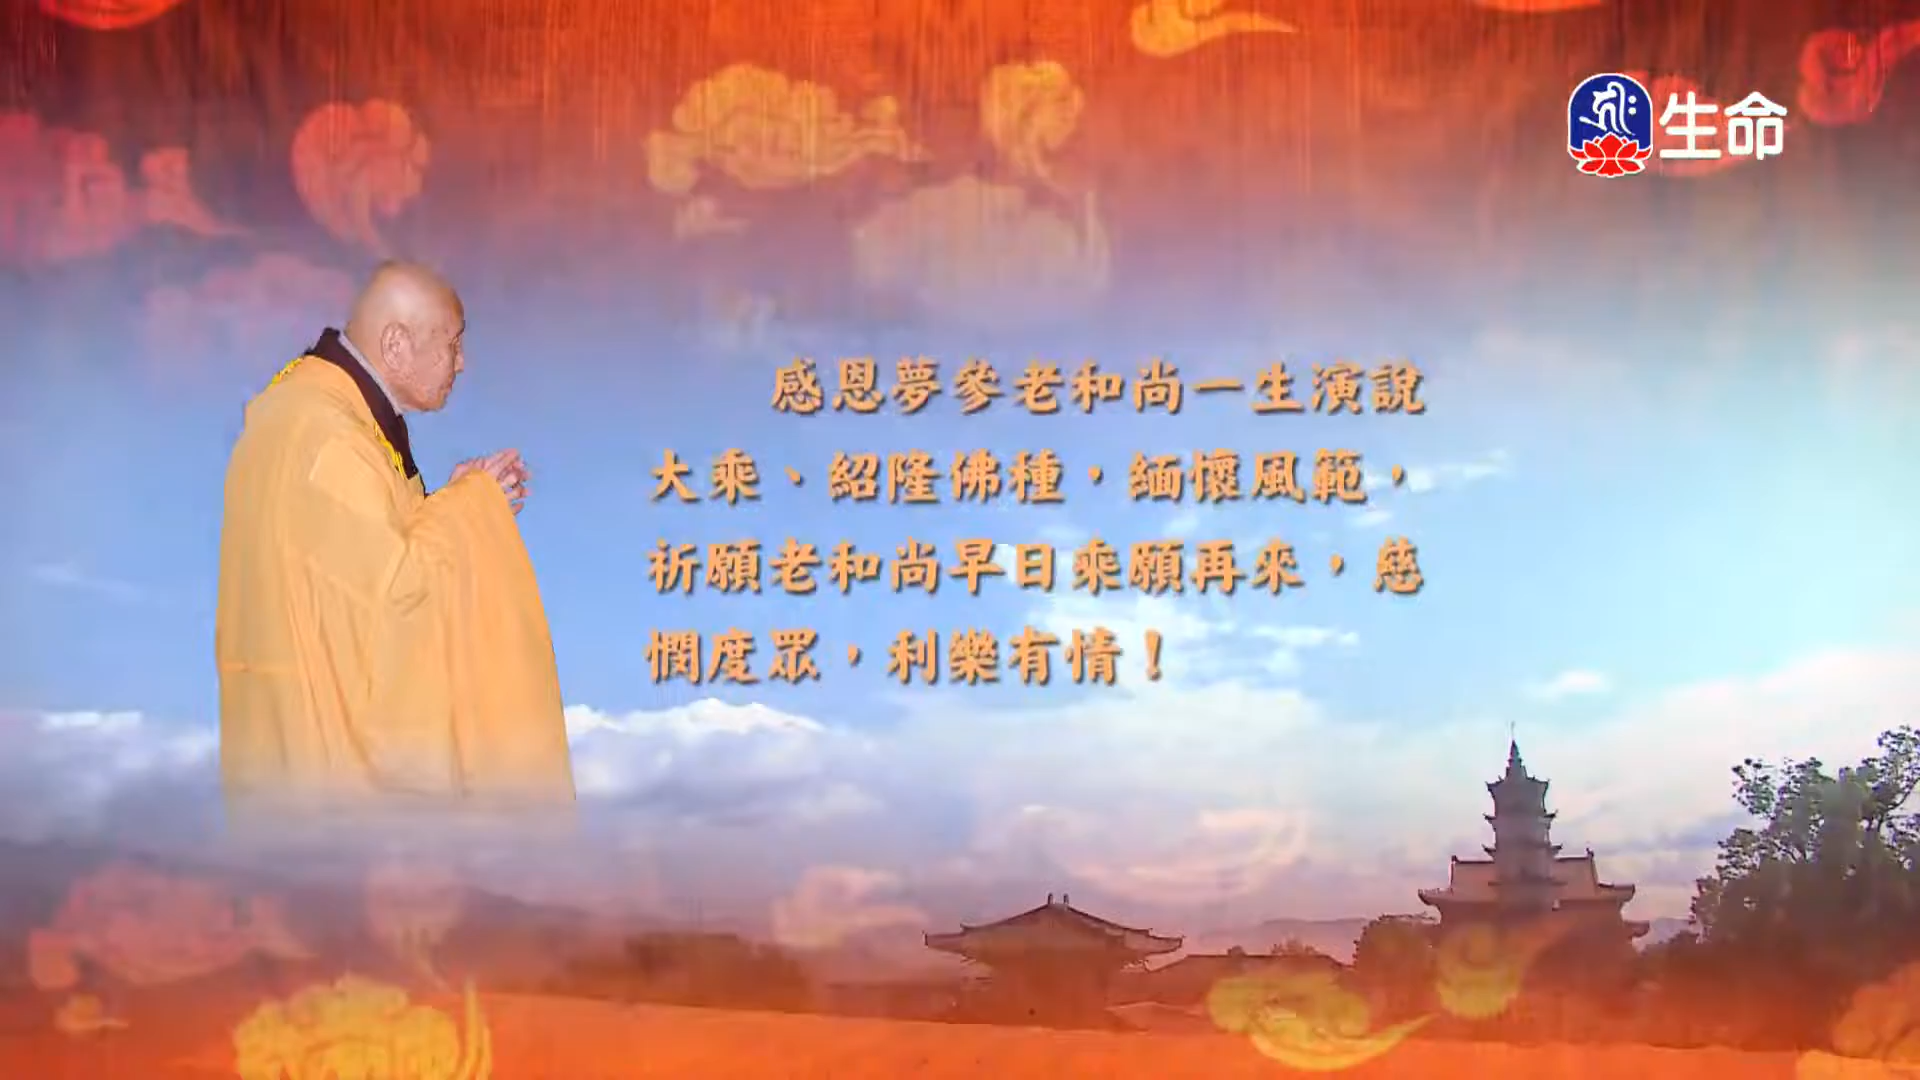 生命
感恩夢參老和尚一生演說
大乘、紹隆佛種，緬懷風範，
祈願老和尚早日乘願再來，慈
憫度眾，利樂有情！